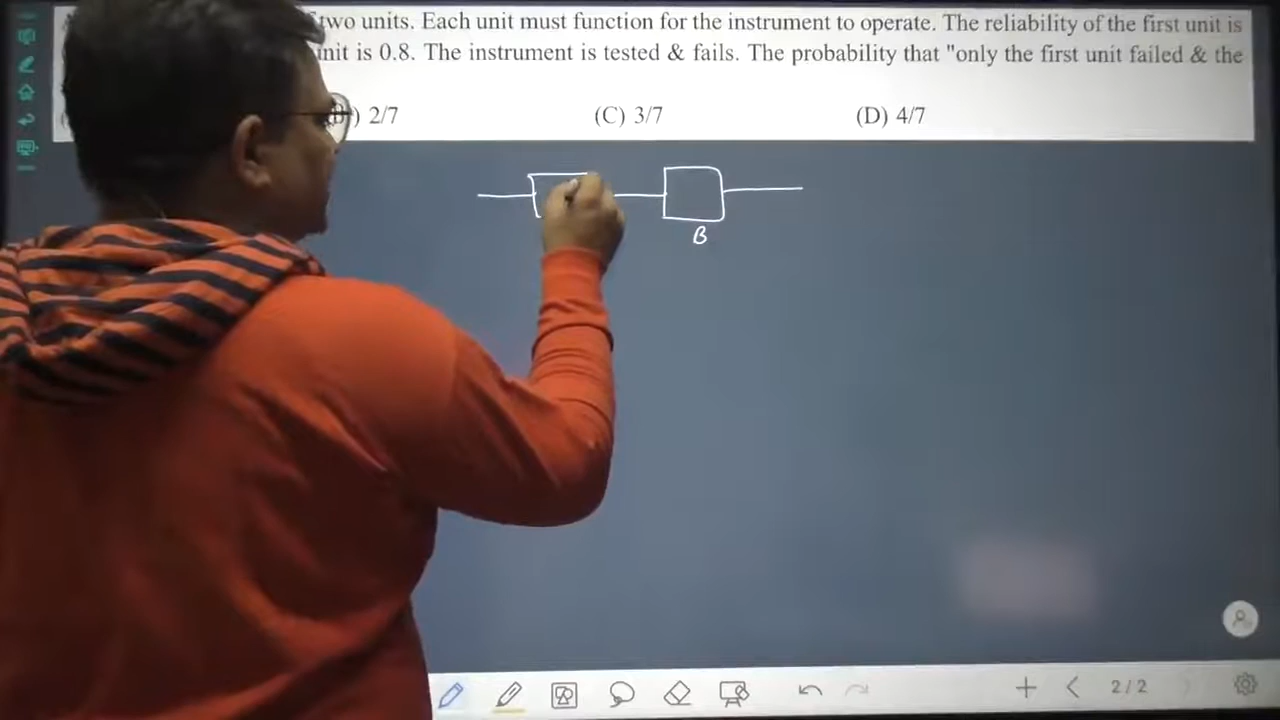 two units. Each unit must function for the instrument to operate. The reliability of the first unit is
unit is 0.8. The instrument is tested & fails. The probability that "only the first unit failed & the
) 2/7 (C) 3/7 (D) 4/7
B
2/2